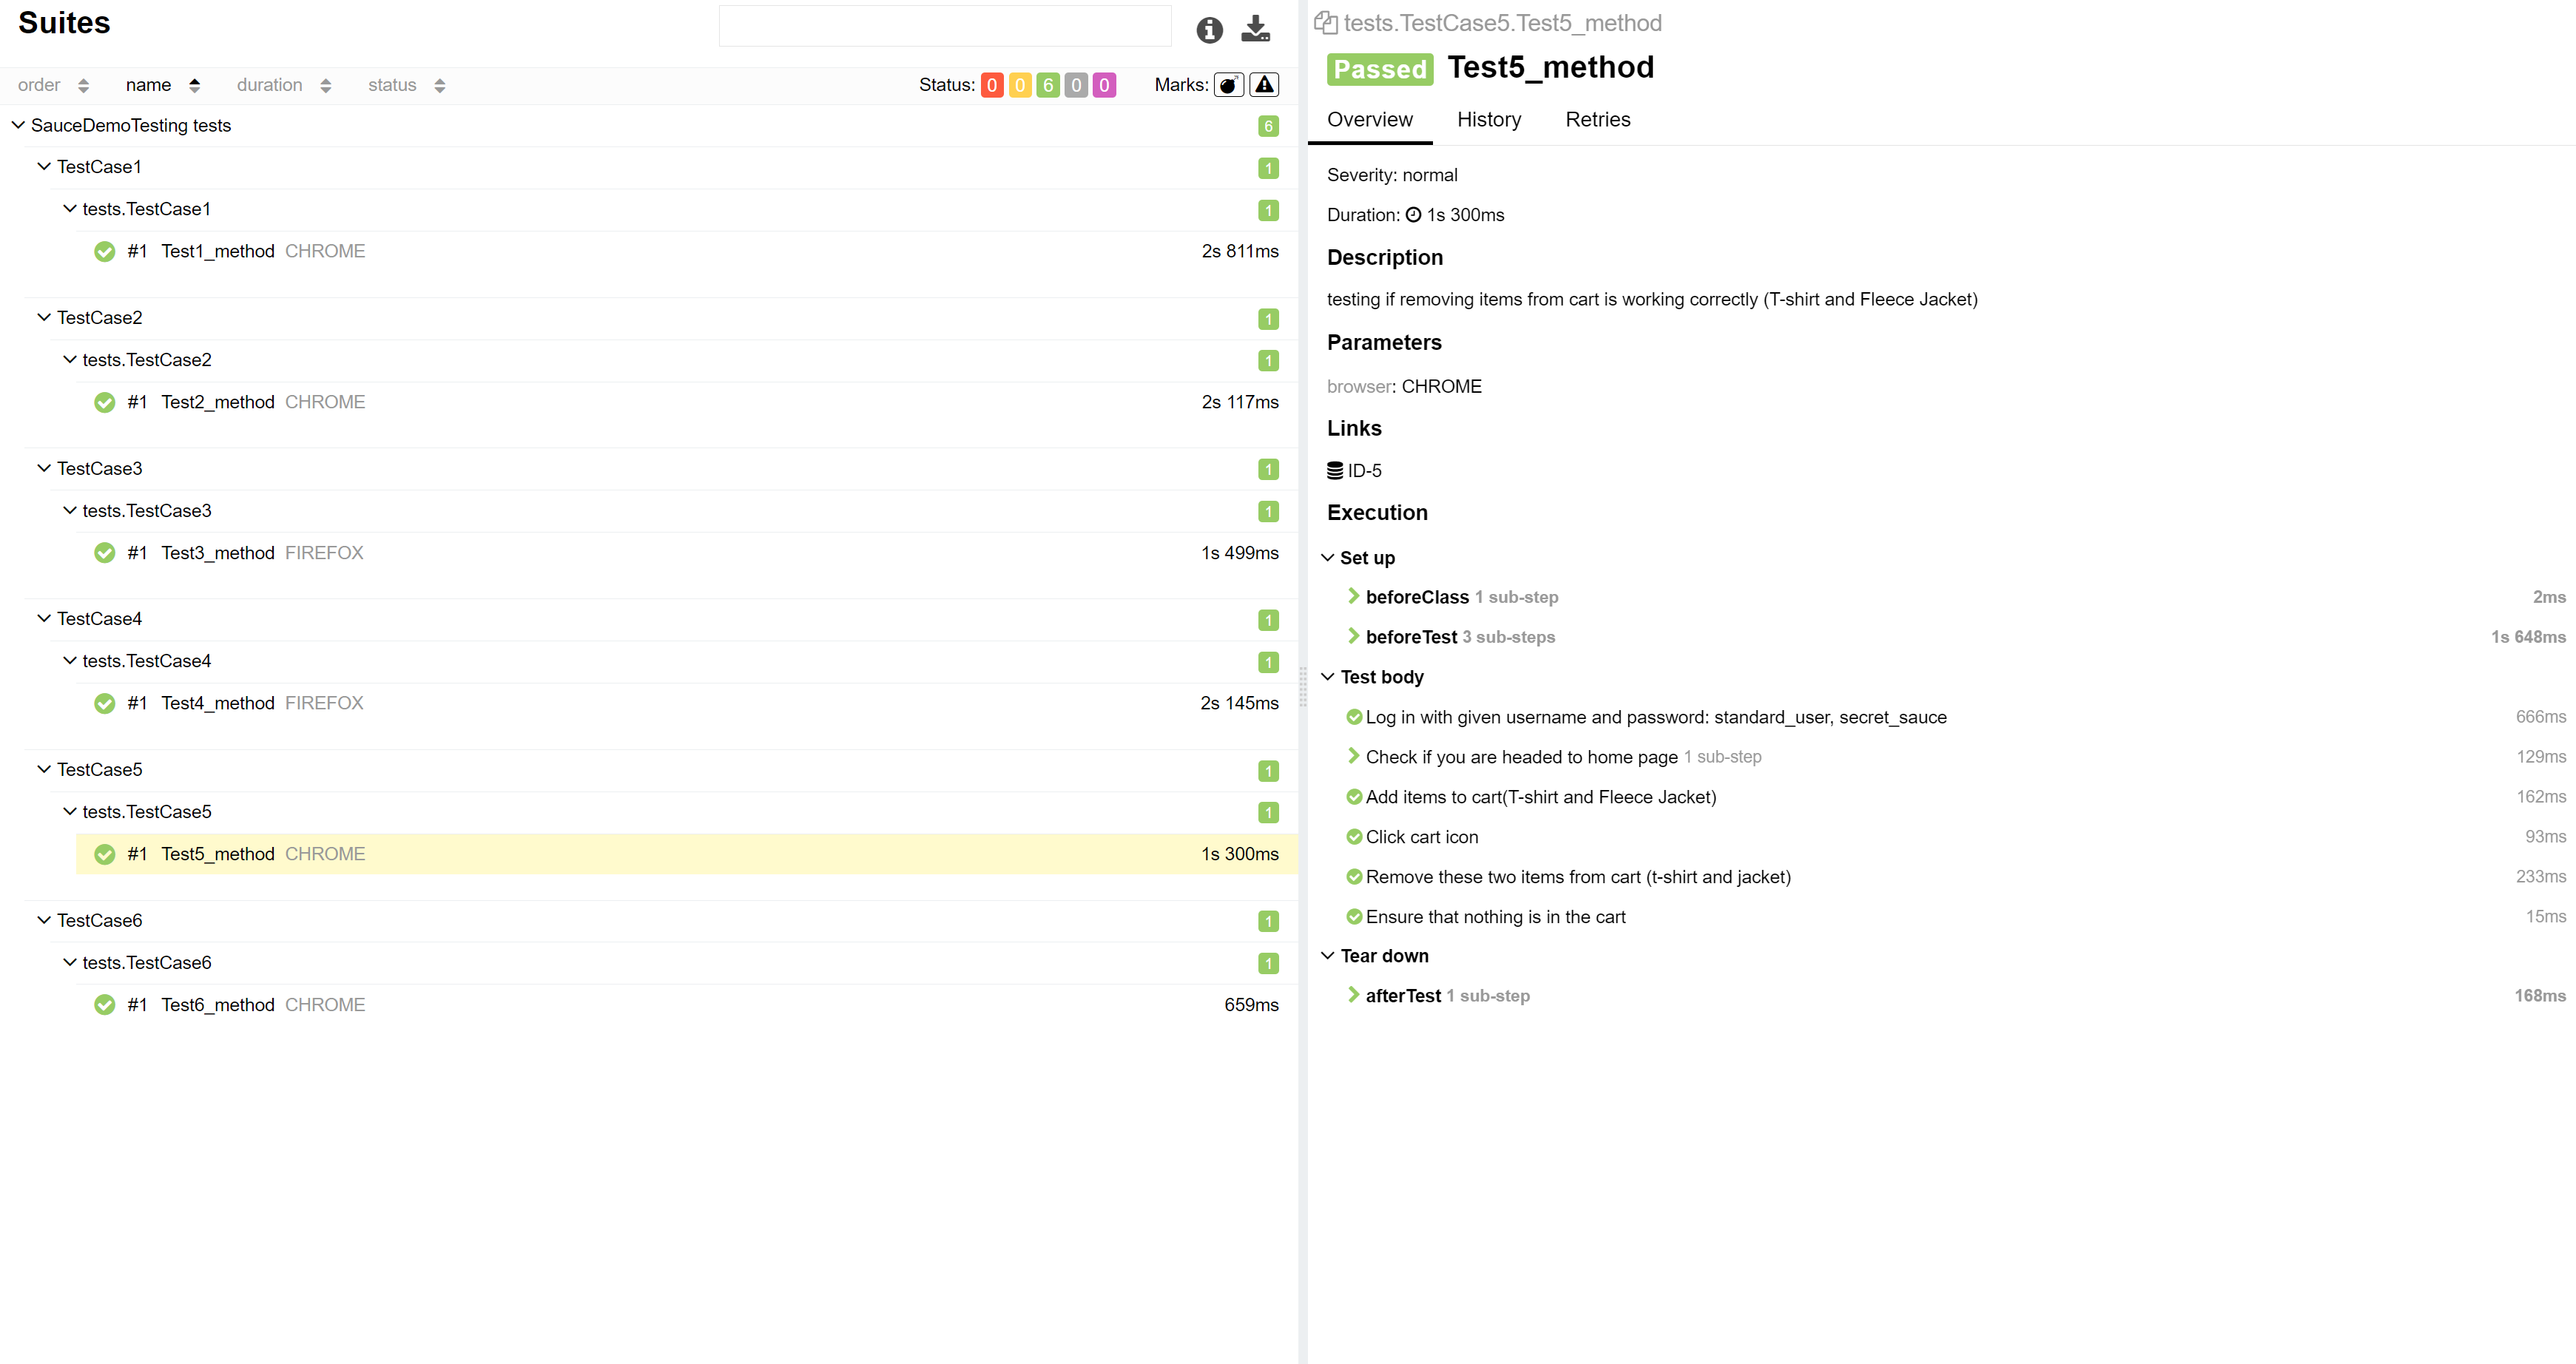 Suites
order name duration status Status: 0 0 6 0 0 Marks:
SauceDemoTesting tests 6
TestCase1 1
tests.TestCase1 1
#1 Test1_method CHROME 2s 811ms
TestCase2 1
tests.TestCase2 1
#1 Test2_method CHROME 2s 117ms
TestCase3 1
tests.TestCase3 1
#1 Test3_method FIREFOX 1s 499ms
TestCase4 1
tests.TestCase4 1
#1 Test4_method FIREFOX 2s 145ms
TestCase5 1
tests.TestCase5 1
#1 Test5_method CHROME 1s 300ms
TestCase6 1
tests.TestCase6 1
#1 Test6_method CHROME 659ms
tests.TestCase5.Test5_method
Passed Test5_method
Overview History Retries
Severity: normal
Duration: 1s 300ms
Description
testing if removing items from cart is working correctly (T-shirt and Fleece Jacket)
Parameters
browser: CHROME
Links
ID-5
Execution
Set up
beforeClass 1 sub-step 2ms
beforeTest 3 sub-steps 1s 648ms
Test body
Log in with given username and password: standard_user, secret_sauce 666ms
Check if you are headed to home page 1 sub-step 129ms
Add items to cart(T-shirt and Fleece Jacket) 162ms
Click cart icon 93ms
Remove these two items from cart (t-shirt and jacket) 233ms
Ensure that nothing is in the cart 15ms
Tear down
afterTest 1 sub-step 168ms